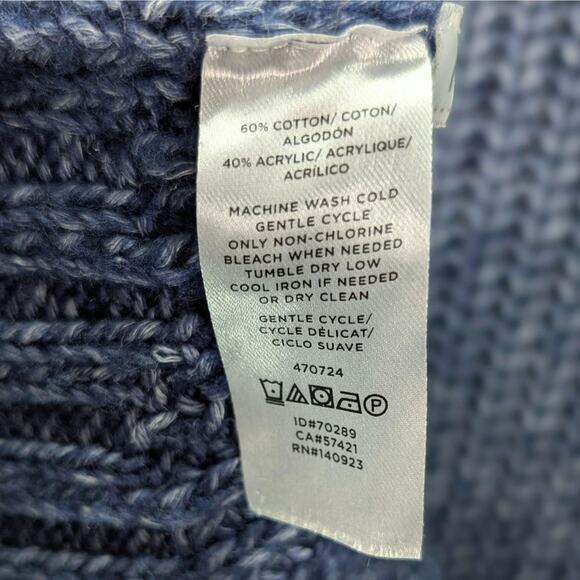 60% COTTON/ COTON/
ALGODÓN
40% ACRYLIC/ ACRYLIQUE/
ACRÍLICO
MACHINE WASH COLD
GENTLE CYCLE
ONLY NON-CHLORINE
BLEACH WHEN NEEDED
TUMBLE DRY LOW
COOL IRON IF NEEDED
OR DRY CLEAN
GENTLE CYCLE/
CYCLE DÉLICAT/
CICLO SUAVE
470724
P
ID#70289
CA#57421
RN#140923